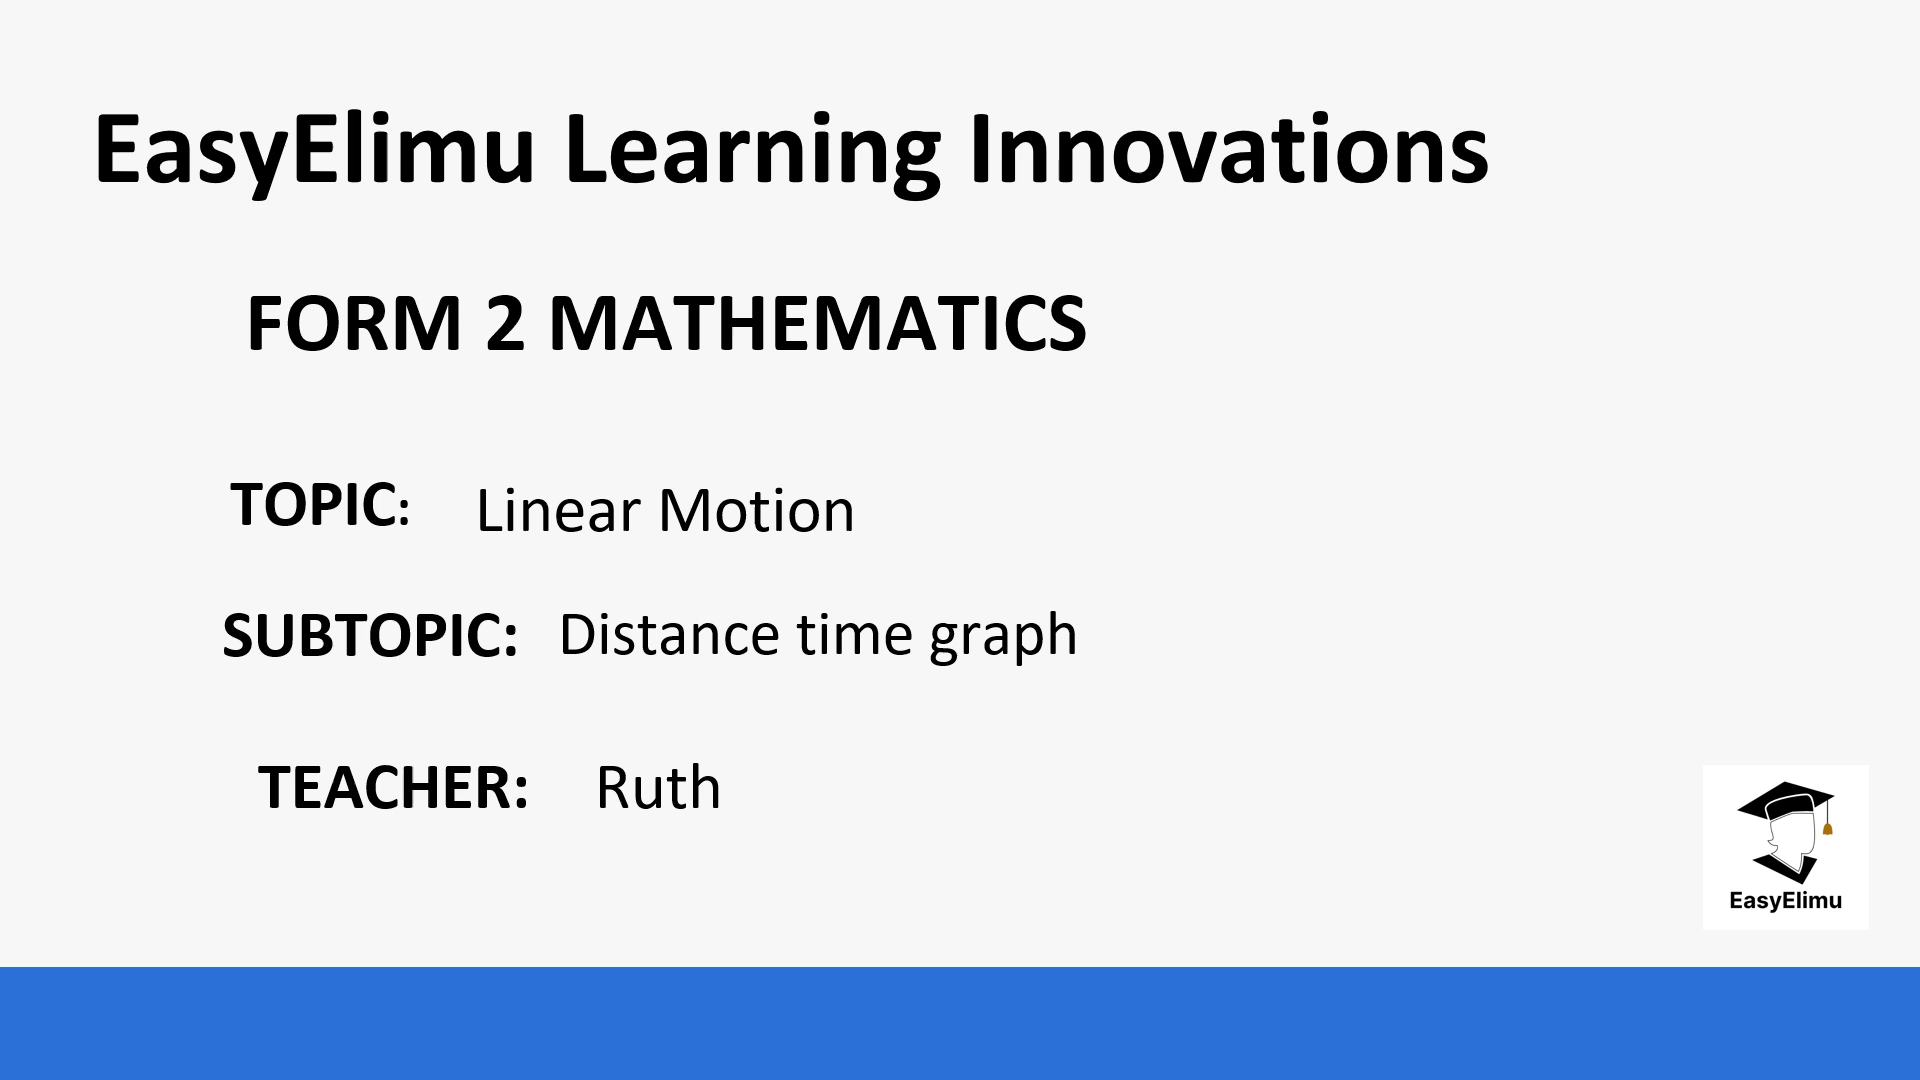 EasyElimu Learning Innovations
FORM 2 MATHEMATICS
TOPIC: Linear Motion
SUBTOPIC: Distance time graph
TEACHER: Ruth
EasyElimu